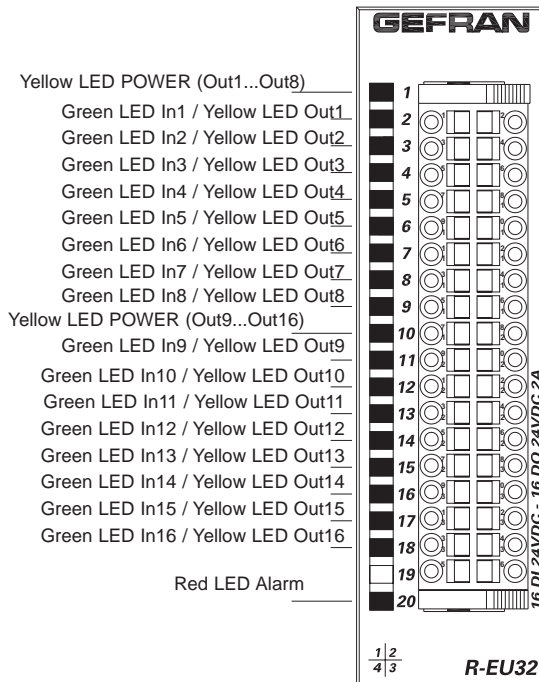 GEFRAN
Yellow LED POWER (Out1...Out8)
1
Green LED In1 / Yellow LED Out1
2
Green LED In2 / Yellow LED Out2
3
Green LED In3 / Yellow LED Out3
4
Green LED In4 / Yellow LED Out4
5
Green LED In5 / Yellow LED Out5
6
Green LED In6 / Yellow LED Out6
7
Green LED In7 / Yellow LED Out7
8
Green LED In8 / Yellow LED Out8
9
Yellow LED POWER (Out9...Out16)
10
Green LED In9 / Yellow LED Out9
11
Green LED In10 / Yellow LED Out10
12
Green LED In11 / Yellow LED Out11
13
Green LED In12 / Yellow LED Out12
14
Green LED In13 / Yellow LED Out13
15
Green LED In14 / Yellow LED Out14
16
Green LED In15 / Yellow LED Out15
17
Green LED In16 / Yellow LED Out16
18
19
Red LED Alarm
20
16 DI 24VDC - 16 DO 24VDC 2A
1 2
4 3
R-EU32